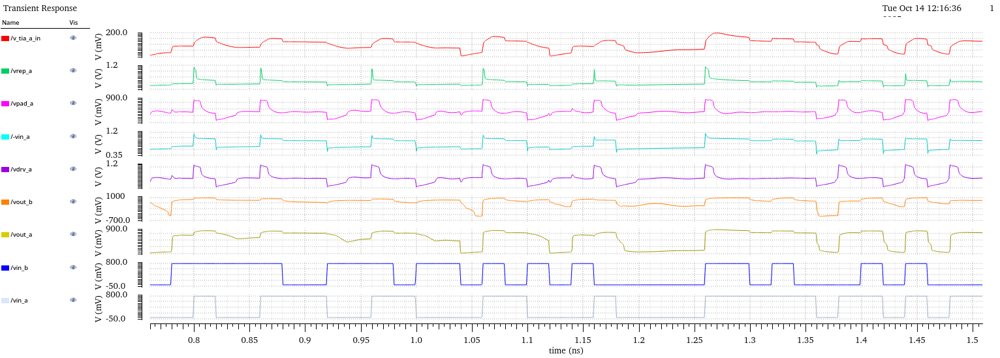 Transient Response
Tue Oct 14 12:16:36 1
Name Vis
/v_tia_a_in
V (mV)
200.0
/vrep_a
V (V)
1.2
/vpad_a
V (mV)
900.0
/-vin_a
V (V)
1.2
0.35
/vdrv_a
V (V)
1.2
/vout_b
V (mV)
1000
-700.0
/vout_a
V (mV)
900.0
/vin_b
V (mV)
800.0
-50.0
/vin_a
V (mV)
800.0
-50.0
0.8 0.85 0.9 0.95 1.0 1.05 1.1 1.15 1.2 1.25 1.3 1.35 1.4 1.45 1.5
time (ns)